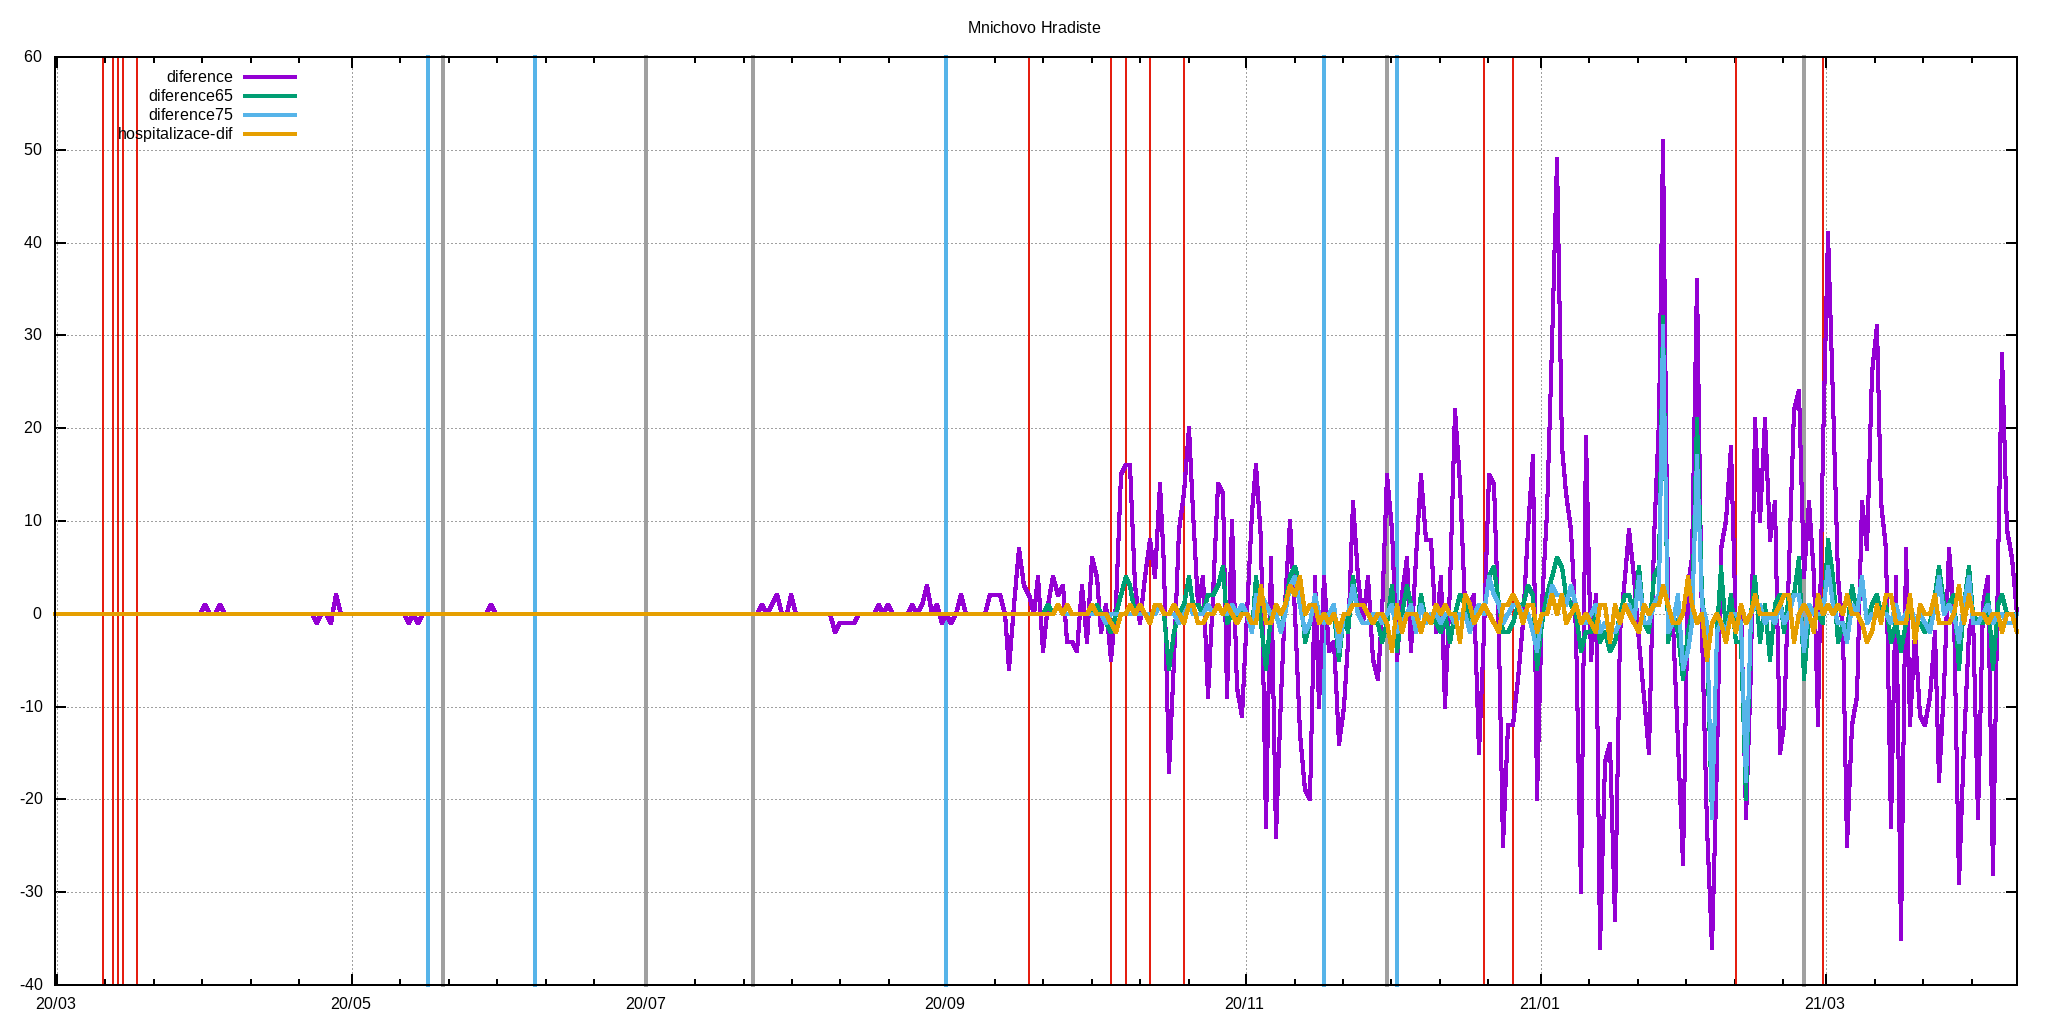 Mnichovo Hradiste
60
50
40
30
20
10
0
-10
-20
-30
-40
diference
diference65
diference75
hospitalizace-dif
20/03 20/05 20/07 20/09 20/11 21/01 21/03